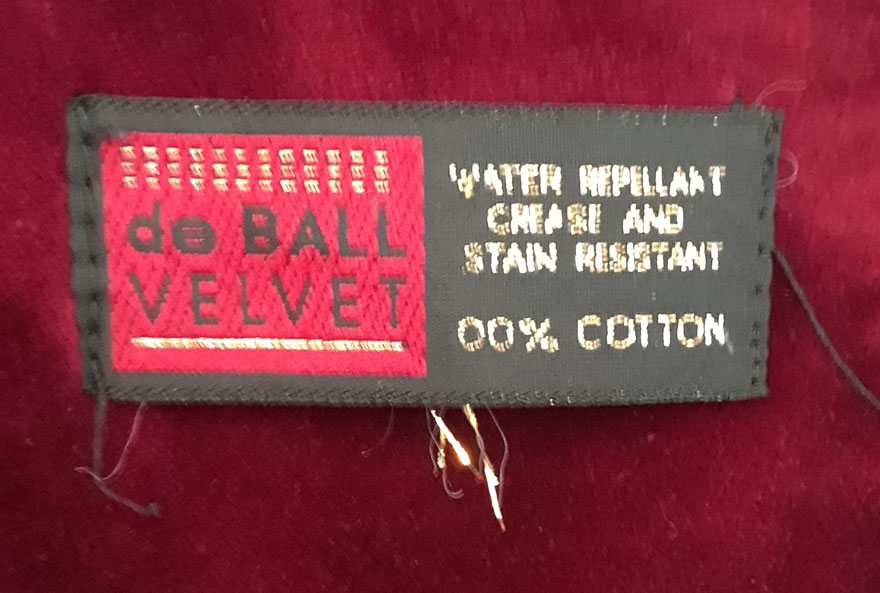 de BALL
VELVET
WATER REPELLANT
CREASE AND
STAIN RESISTANT
00% COTTON